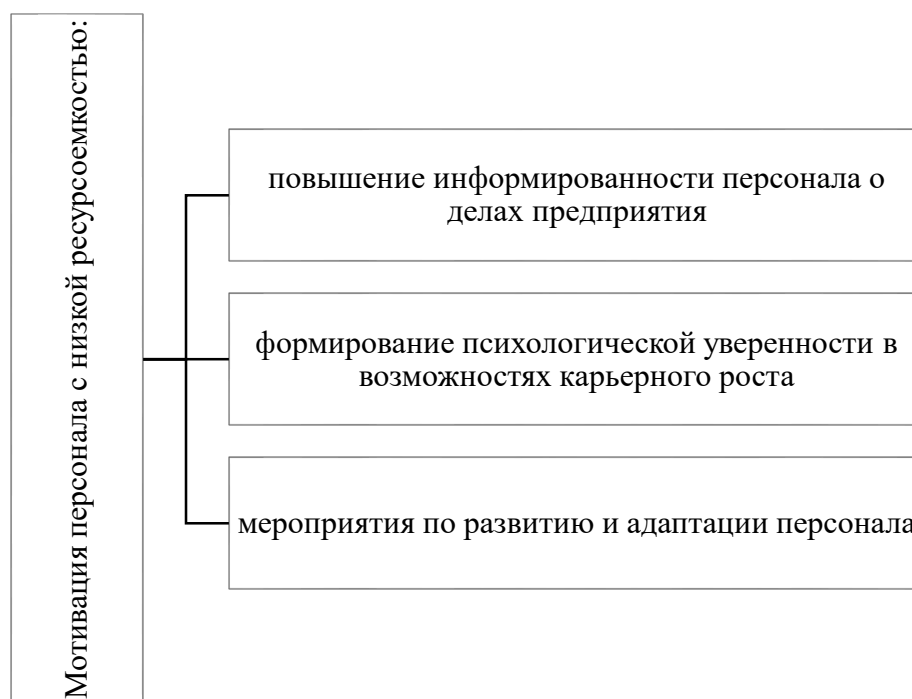 Мотивация персонала с низкой ресурсоемкостью:
повышение информированности персонала о
делах предприятия
формирование психологической уверенности в
возможностях карьерного роста
мероприятия по развитию и адаптации персонала